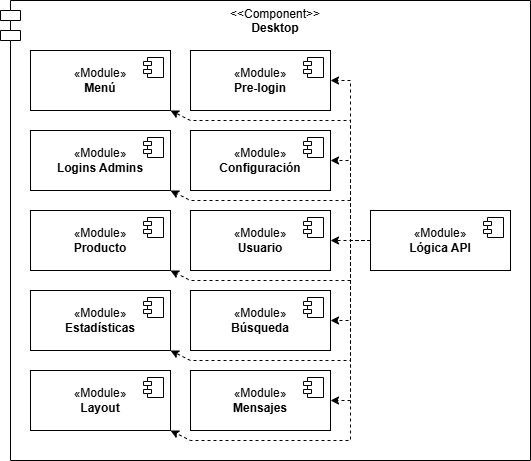 <<Component>>
Desktop
«Module»
Menú
«Module»
Pre-login
«Module»
Logins Admins
«Module»
Configuración
«Module»
Producto
«Module»
Usuario
«Module»
Lógica API
«Module»
Estadísticas
«Module»
Búsqueda
«Module»
Layout
«Module»
Mensajes